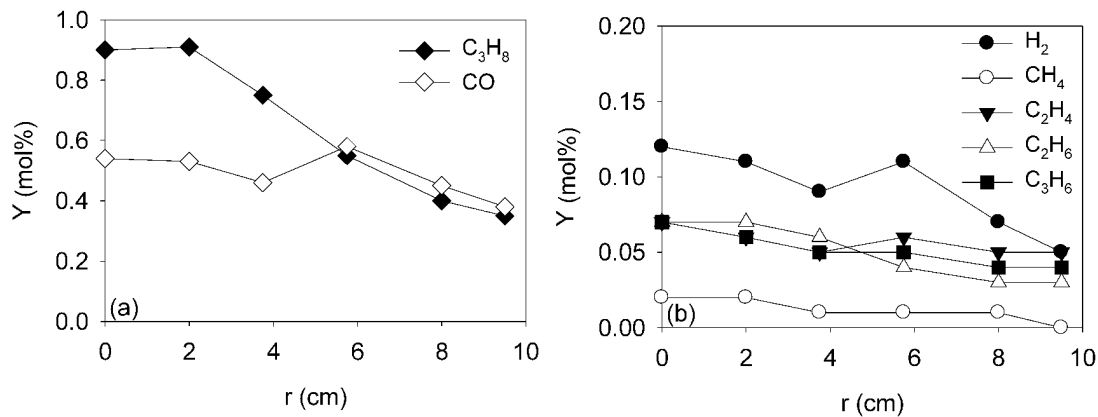 1.0
0.8
0.6
0.4
0.2
0.0
Y (mol%)
C₃H₈
CO
(a)
0 2 4 6 8 10
r (cm)
0.20
0.15
0.10
0.05
0.00
Y (mol%)
H₂
CH₄
C₂H₄
C₂H₆
C₃H₆
(b)
0 2 4 6 8 10
r (cm)